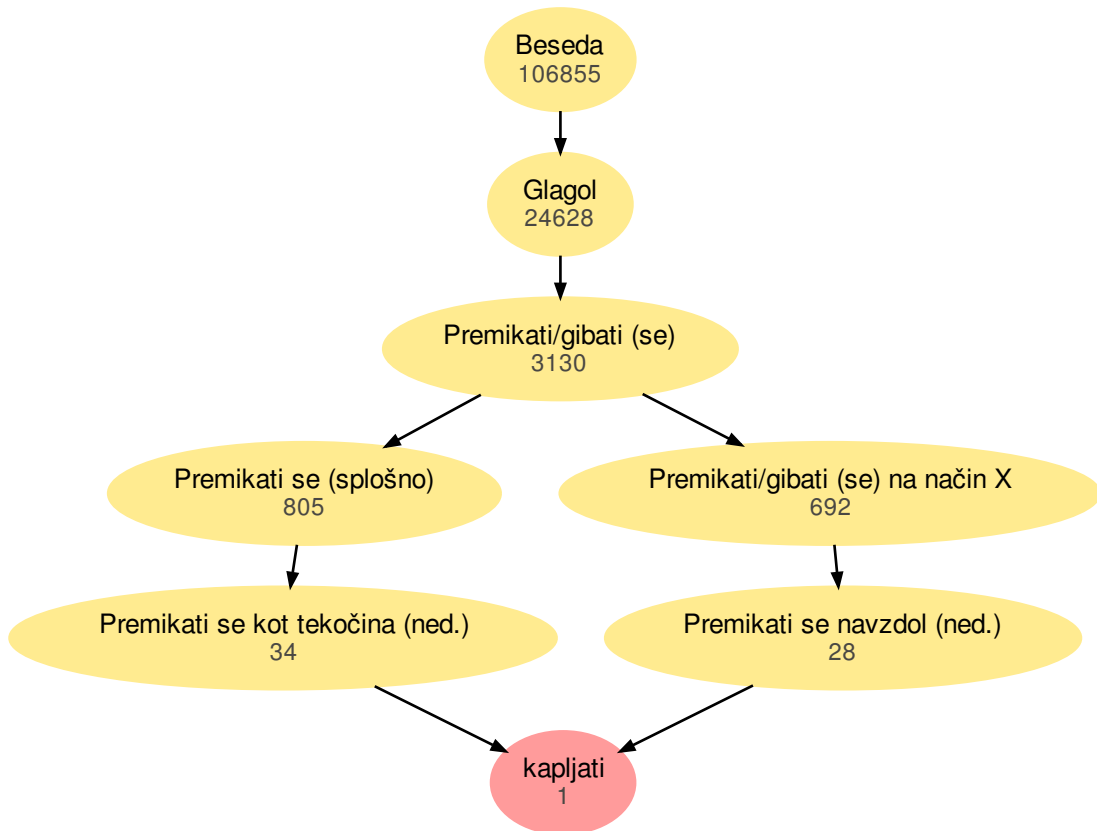 Beseda
106855
Glagol
24628
Premikati/gibati (se)
3130
Premikati se (splošno)
805
Premikati/gibati (se) na način X
692
Premikati se kot tekočina (ned.)
34
Premikati se navzdol (ned.)
28
kapljati
1